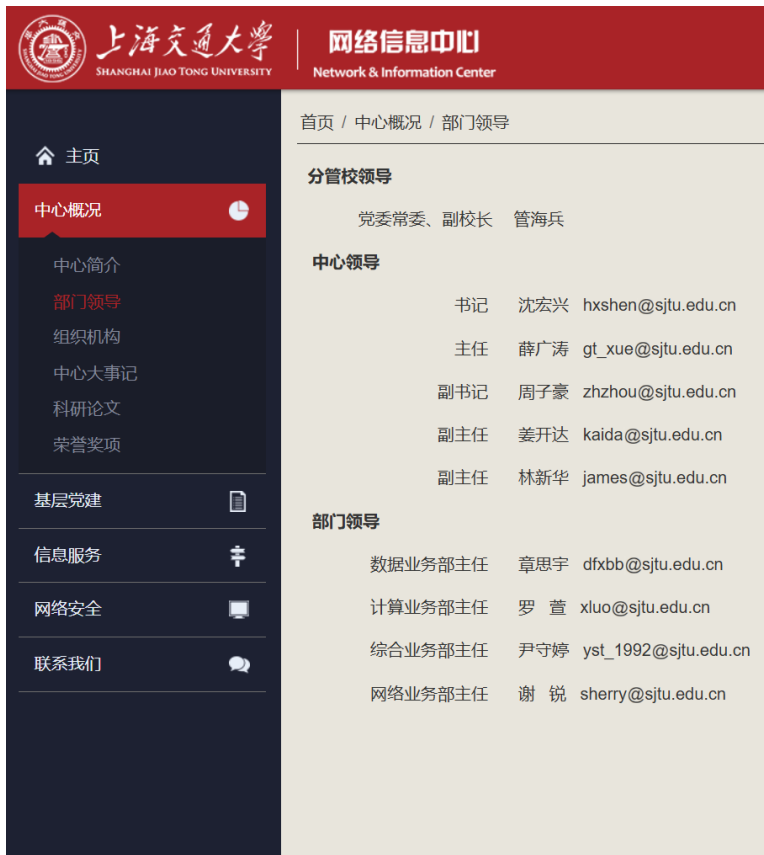 上海交通大学
SHANGHAI JIAO TONG UNIVERSITY
网络信息中心
Network & Information Center
主页
中心概况
中心简介
部门领导
组织机构
中心大事记
科研论文
荣誉奖项
基层党建
信息服务
网络安全
联系我们
首页 / 中心概况 / 部门领导
分管校领导
党委常委、副校长 管海兵
中心领导
书记 沈宏兴 hxshen@sjtu.edu.cn
主任 薛广涛 gt_xue@sjtu.edu.cn
副书记 周子豪 zhzhou@sjtu.edu.cn
副主任 姜开达 kaida@sjtu.edu.cn
副主任 林新华 james@sjtu.edu.cn
部门领导
数据业务部主任 章思宇 dfxbb@sjtu.edu.cn
计算业务部主任 罗 萱 xluo@sjtu.edu.cn
综合业务部主任 尹守婷 yst_1992@sjtu.edu.cn
网络业务部主任 谢 锐 sherry@sjtu.edu.cn